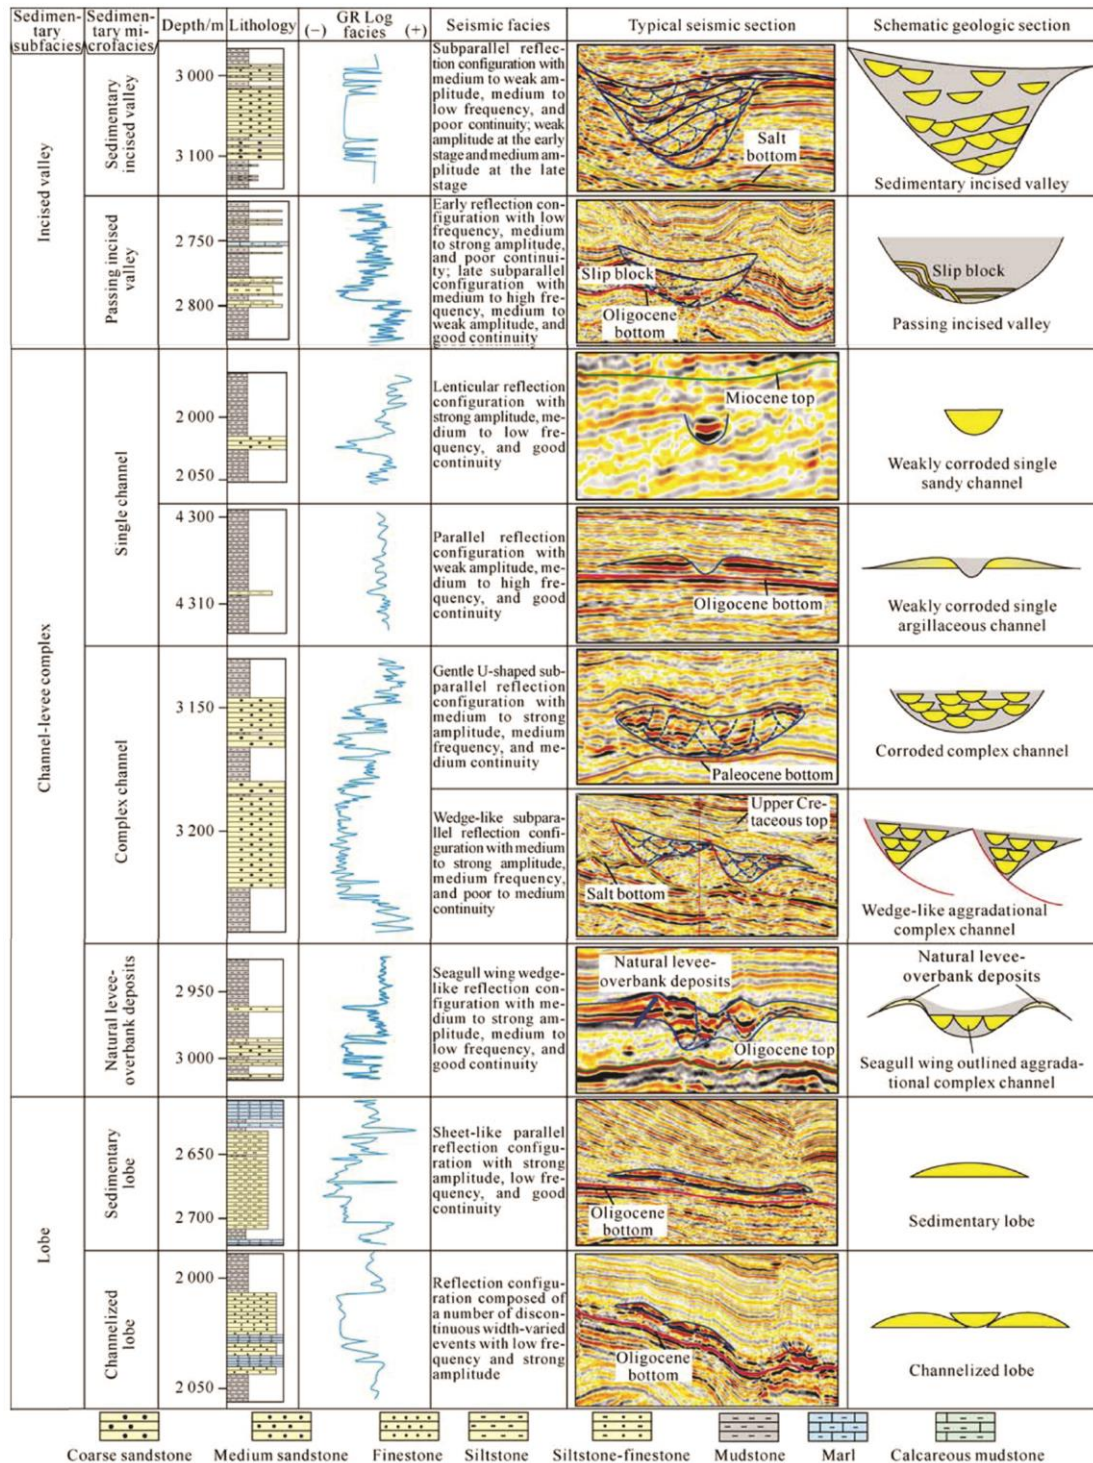 Sedimen-
tary
subfacies
Sedimen-
tary mi-
crofacies
Depth/m
Lithology
(−)
GR Log
facies
(+)
Seismic facies
Typical seismic section
Schematic geologic section
Incised valley
Sedimentary
incised valley
3 000
3 100
Subparallel reflec-
tion configuration with
medium to weak am-
plitude, medium to
low frequency, and
poor continuity; weak
amplitude at the early
stage and medium am-
plitude at the late
stage
Salt
bottom
Sedimentary incised valley
Passing incised
valley
2 750
2 800
Early reflection con-
figuration with low
frequency, medium
to strong amplitude,
and poor continu-
ity; late subparallel
configuration with
medium to high fre-
quency, medium to
weak amplitude, and
good continuity
Slip block
Oligocene
bottom
Slip block
Passing incised valley
Channel-levee complex
Single channel
2 000
2 050
Lenticular reflection
configuration with
strong amplitude, me-
dium to low fre-
quency, and good
continuity
Miocene top
Weakly corroded single
sandy channel
4 300
4 310
Parallel reflection
configuration with
weak amplitude, me-
dium to high fre-
quency, and good
continuity
Oligocene bottom
Weakly corroded single
argillaceous channel
Complex channel
3 150
3 200
Gentle U-shaped sub-
parallel reflection
configuration with
medium to strong
amplitude, medium
frequency, and me-
dium continuity
Paleocene bottom
Corroded complex channel
Wedge-like subpara-
llel reflection confi-
guration with medium
to strong amplitude,
medium frequency,
and poor to medium
continuity
Upper Cre-
taceous top
Salt bottom
Wedge-like aggradational
complex channel
Natural levee-
overbank deposits
2 950
3 000
Seagull wing wedge-
like reflection con-
figuration with me-
dium to strong am-
plitude, medium to
low frequency, and
good continuity
Natural levee-
overbank deposits
Oligocene top
Natural levee-
overbank deposits
Seagull wing outlined aggrada-
tional complex channel
Lobe
Sedimentary
lobe
2 650
2 700
Sheet-like parallel
reflection configu-
ration with strong
amplitude, low fre-
quency, and good
continuity
Oligocene
bottom
Sedimentary lobe
Channelized
lobe
2 000
2 050
Reflection configu-
ration composed of
a number of discon-
tinuous width-varied
events with low fre-
quency and strong
amplitude
Oligocene
bottom
Channelized lobe
Coarse sandstone
Medium sandstone
Finestone
Siltstone
Siltstone-finestone
Mudstone
Marl
Calcareous mudstone